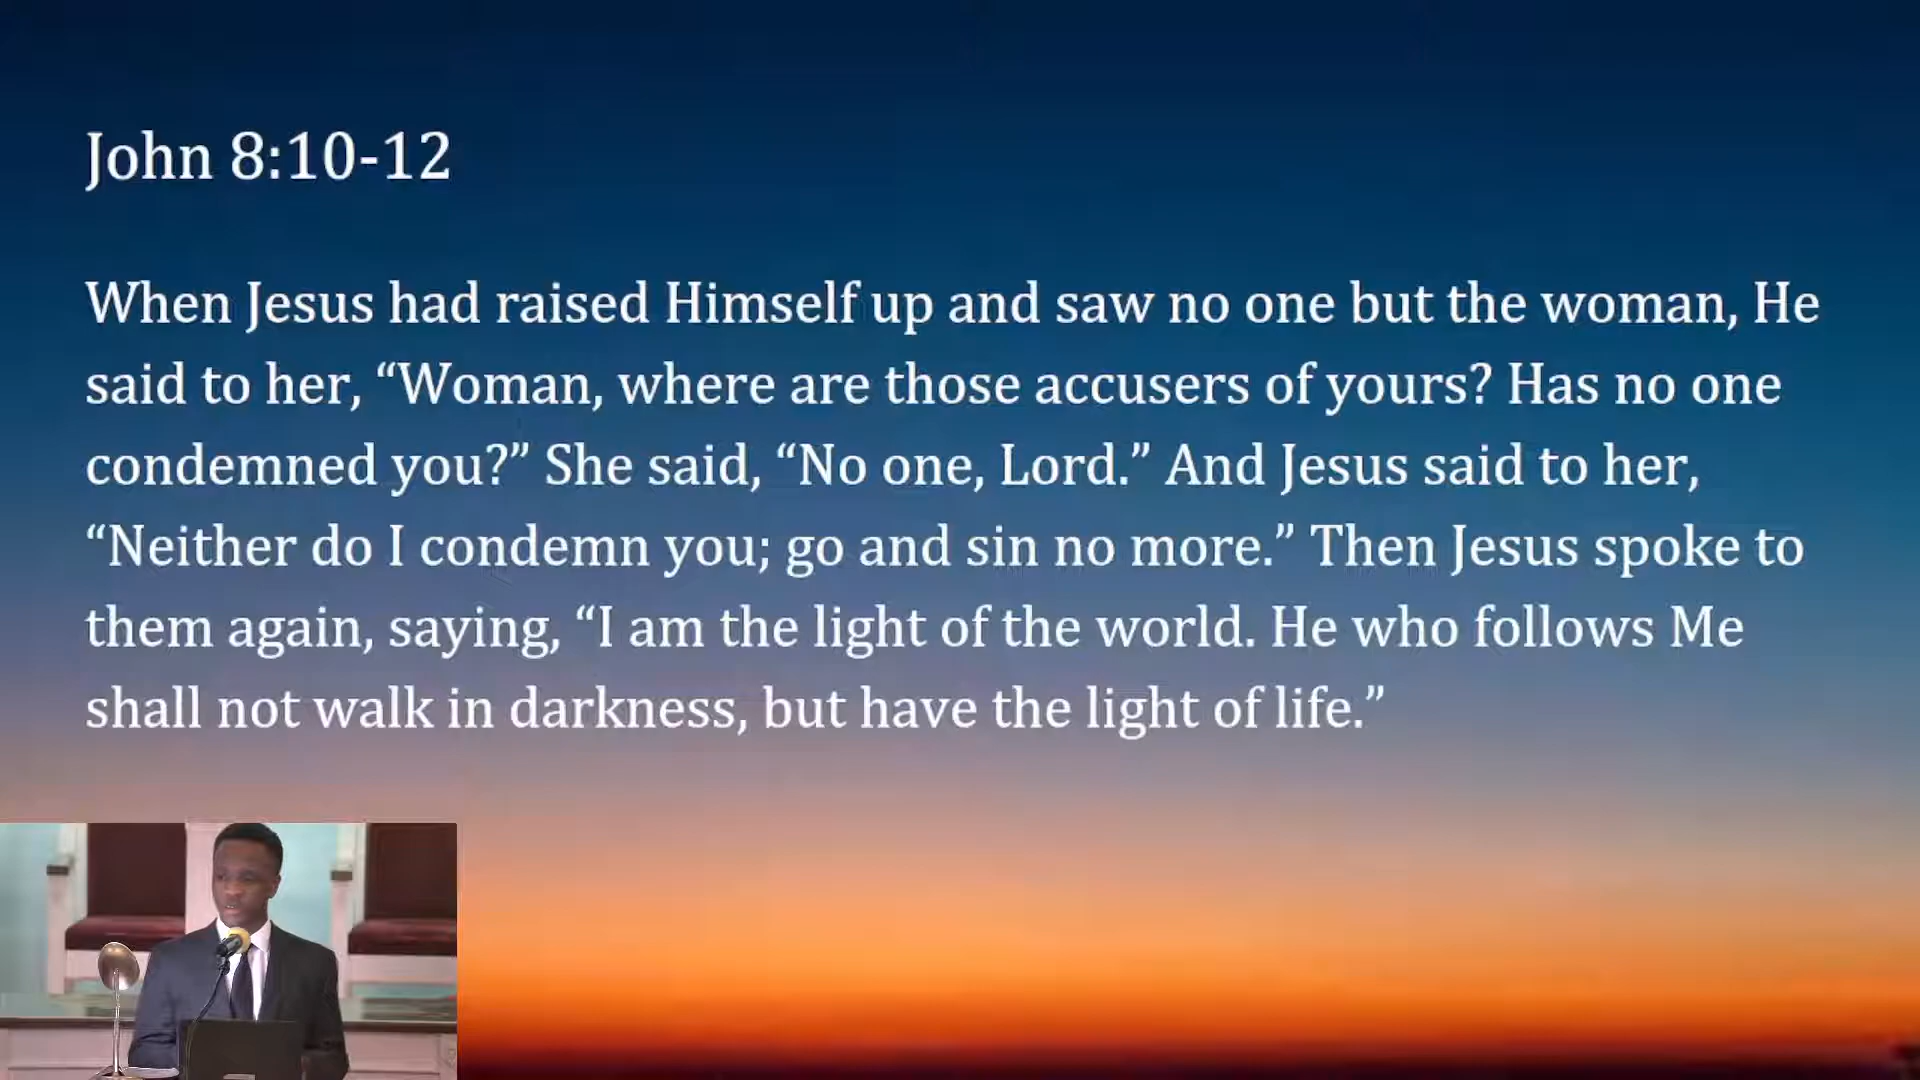 John 8:10-12
When Jesus had raised Himself up and saw no one but the woman, He
said to her, “Woman, where are those accusers of yours? Has no one
condemned you?” She said, “No one, Lord.” And Jesus said to her,
“Neither do I condemn you; go and sin no more.” Then Jesus spoke to
them again, saying, “I am the light of the world. He who follows Me
shall not walk in darkness, but have the light of life.”